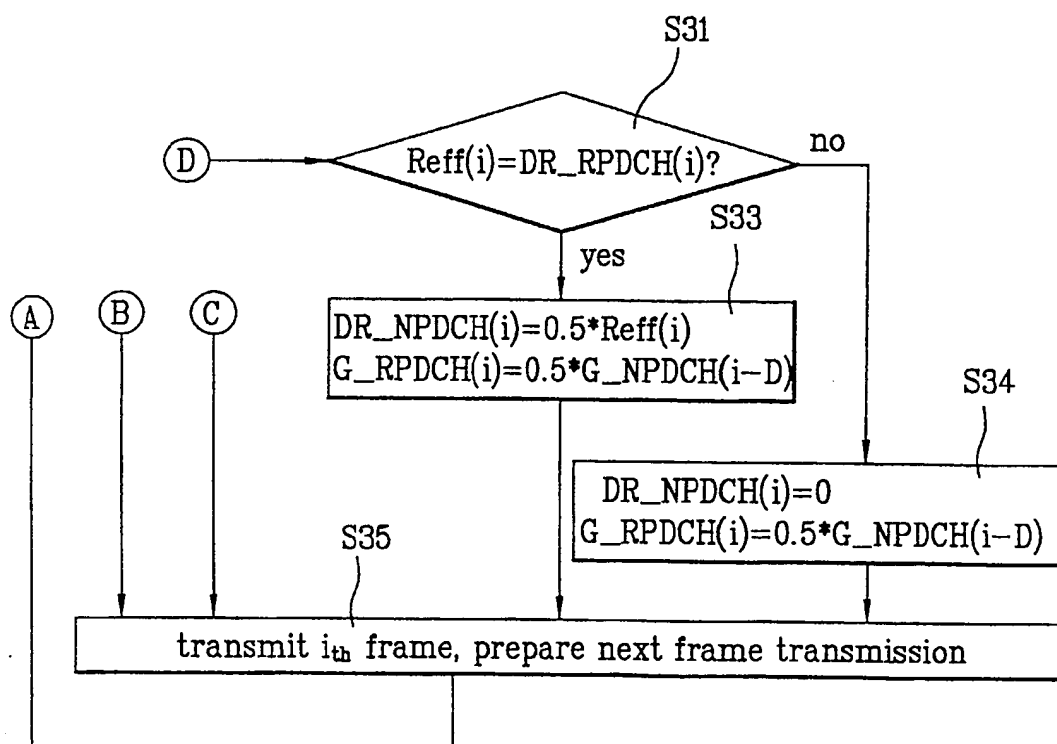 S31
D
Reff(i)=DR_RPDCH(i)?
no
yes
S33
A
B
C
DR_NPDCH(i)=0.5*Reff(i)
G_RPDCH(i)=0.5*G_NPDCH(i-D)
S34
DR_NPDCH(i)=0
G_RPDCH(i)=0.5*G_NPDCH(i-D)
S35
transmit ith frame, prepare next frame transmission